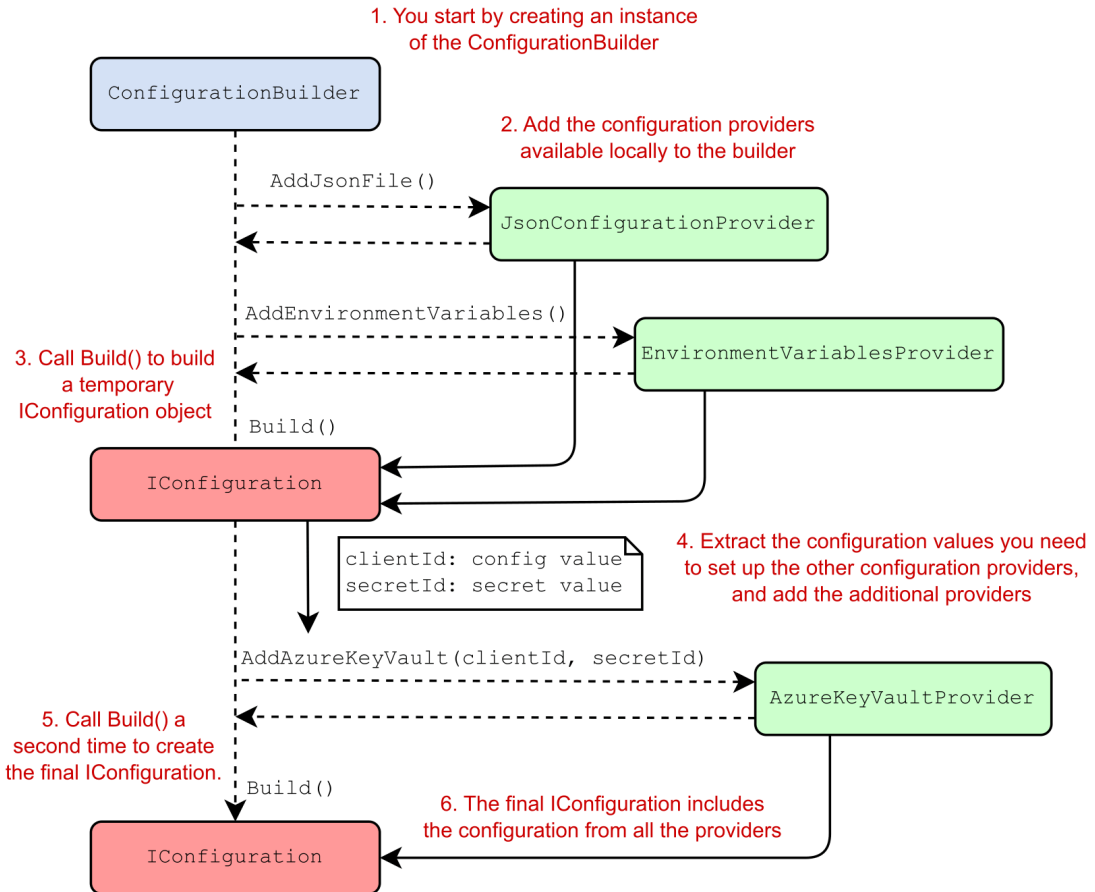 1. You start by creating an instance
of the ConfigurationBuilder
ConfigurationBuilder
2. Add the configuration providers
available locally to the builder
AddJsonFile()
JsonConfigurationProvider
AddEnvironmentVariables()
EnvironmentVariablesProvider
3. Call Build() to build
a temporary
IConfiguration object
Build()
IConfiguration
clientId: config value
secretId: secret value
4. Extract the configuration values you need
to set up the other configuration providers,
and add the additional providers
AddAzureKeyVault(clientId, secretId)
AzureKeyVaultProvider
5. Call Build() a
second time to create
the final IConfiguration.
Build()
6. The final IConfiguration includes
the configuration from all the providers
IConfiguration